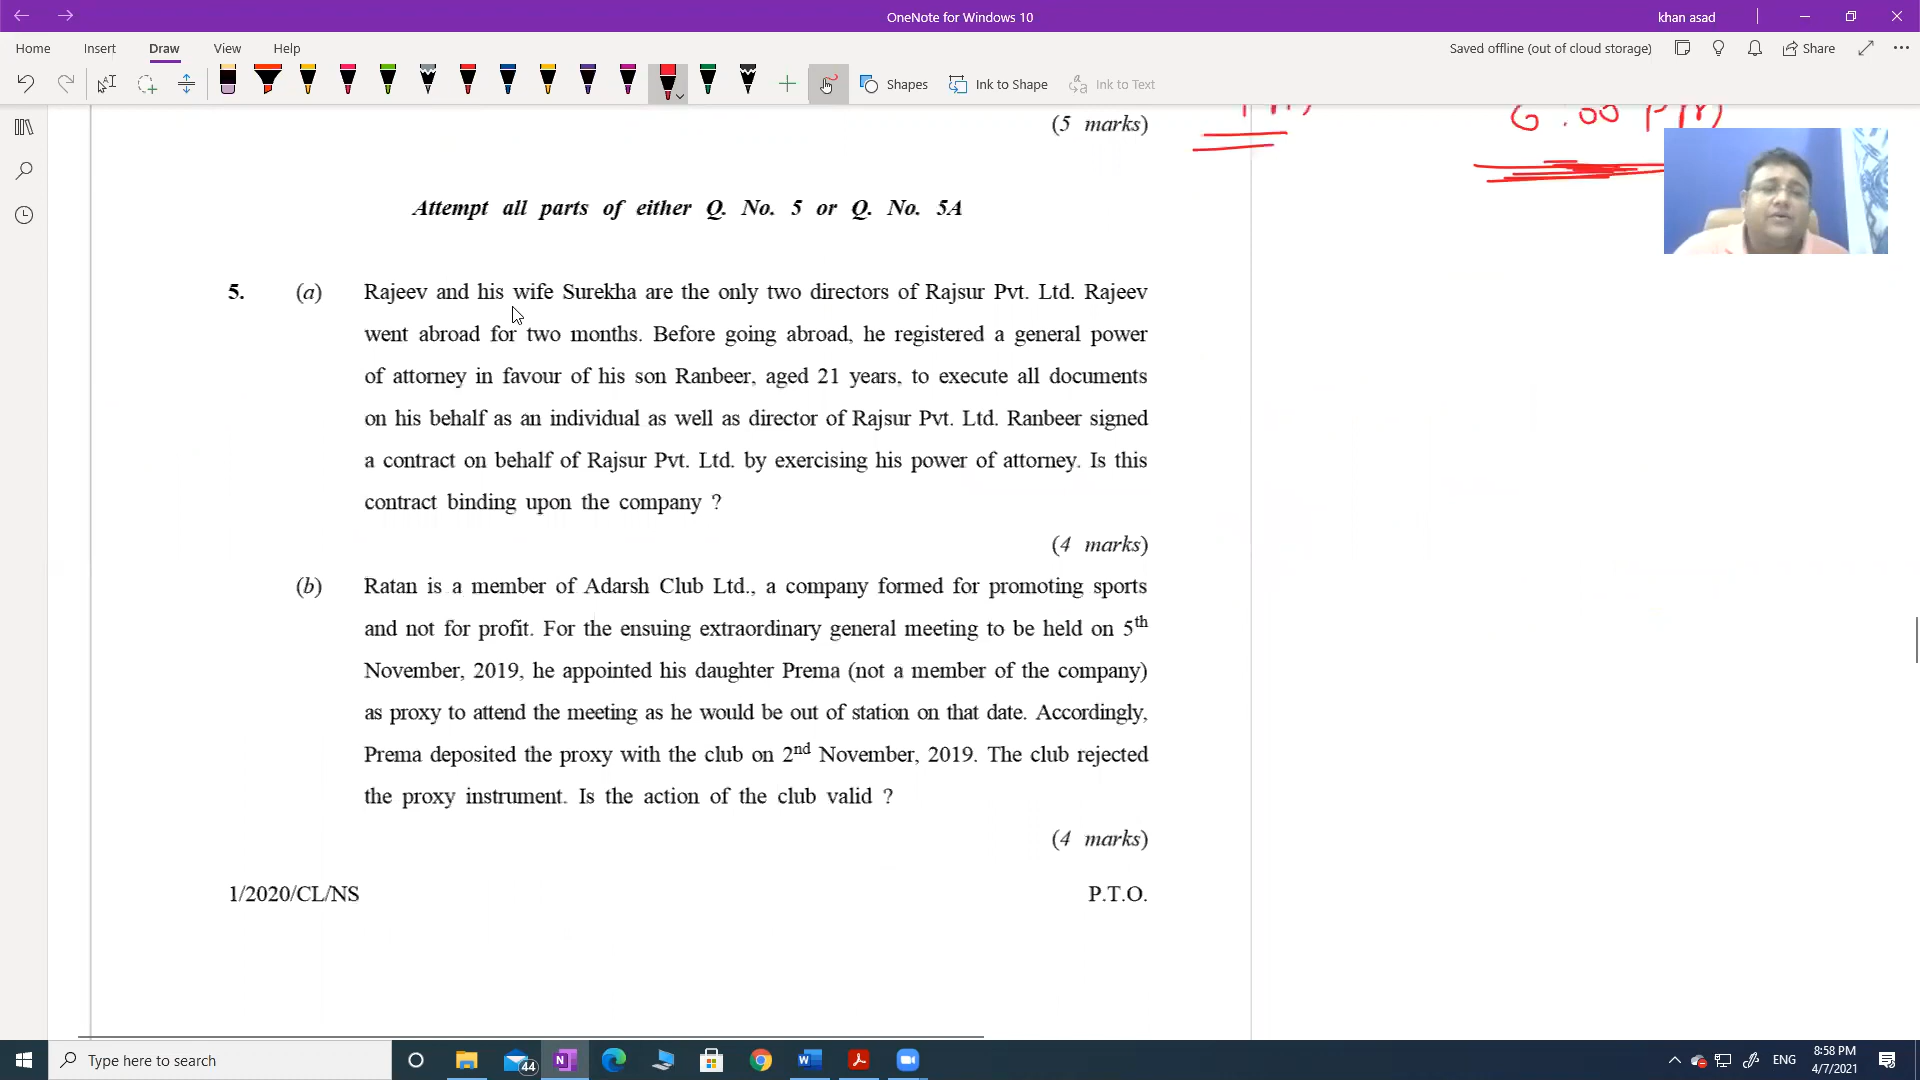 OneNote for Windows 10
khan asad
Home Insert Draw View Help
Saved offline (out of cloud storage)
Share
Shapes
Ink to Shape
Ink to Text
(5 marks)
6.00 PM
Attempt all parts of either Q. No. 5 or Q. No. 5A
5. (a) Rajeev and his wife Surekha are the only two directors of Rajsur Pvt. Ltd. Rajeev
went abroad for two months. Before going abroad, he registered a general power
of attorney in favour of his son Ranbeer, aged 21 years, to execute all documents
on his behalf as an individual as well as director of Rajsur Pvt. Ltd. Ranbeer signed
a contract on behalf of Rajsur Pvt. Ltd. by exercising his power of attorney. Is this
contract binding upon the company ?
(4 marks)
(b) Ratan is a member of Adarsh Club Ltd., a company formed for promoting sports
and not for profit. For the ensuing extraordinary general meeting to be held on 5th
November, 2019, he appointed his daughter Prema (not a member of the company)
as proxy to attend the meeting as he would be out of station on that date. Accordingly,
Prema deposited the proxy with the club on 2nd November, 2019. The club rejected
the proxy instrument. Is the action of the club valid ?
(4 marks)
1/2020/CL/NS P.T.O.
Type here to search
44
ENG
8:58 PM
4/7/2021